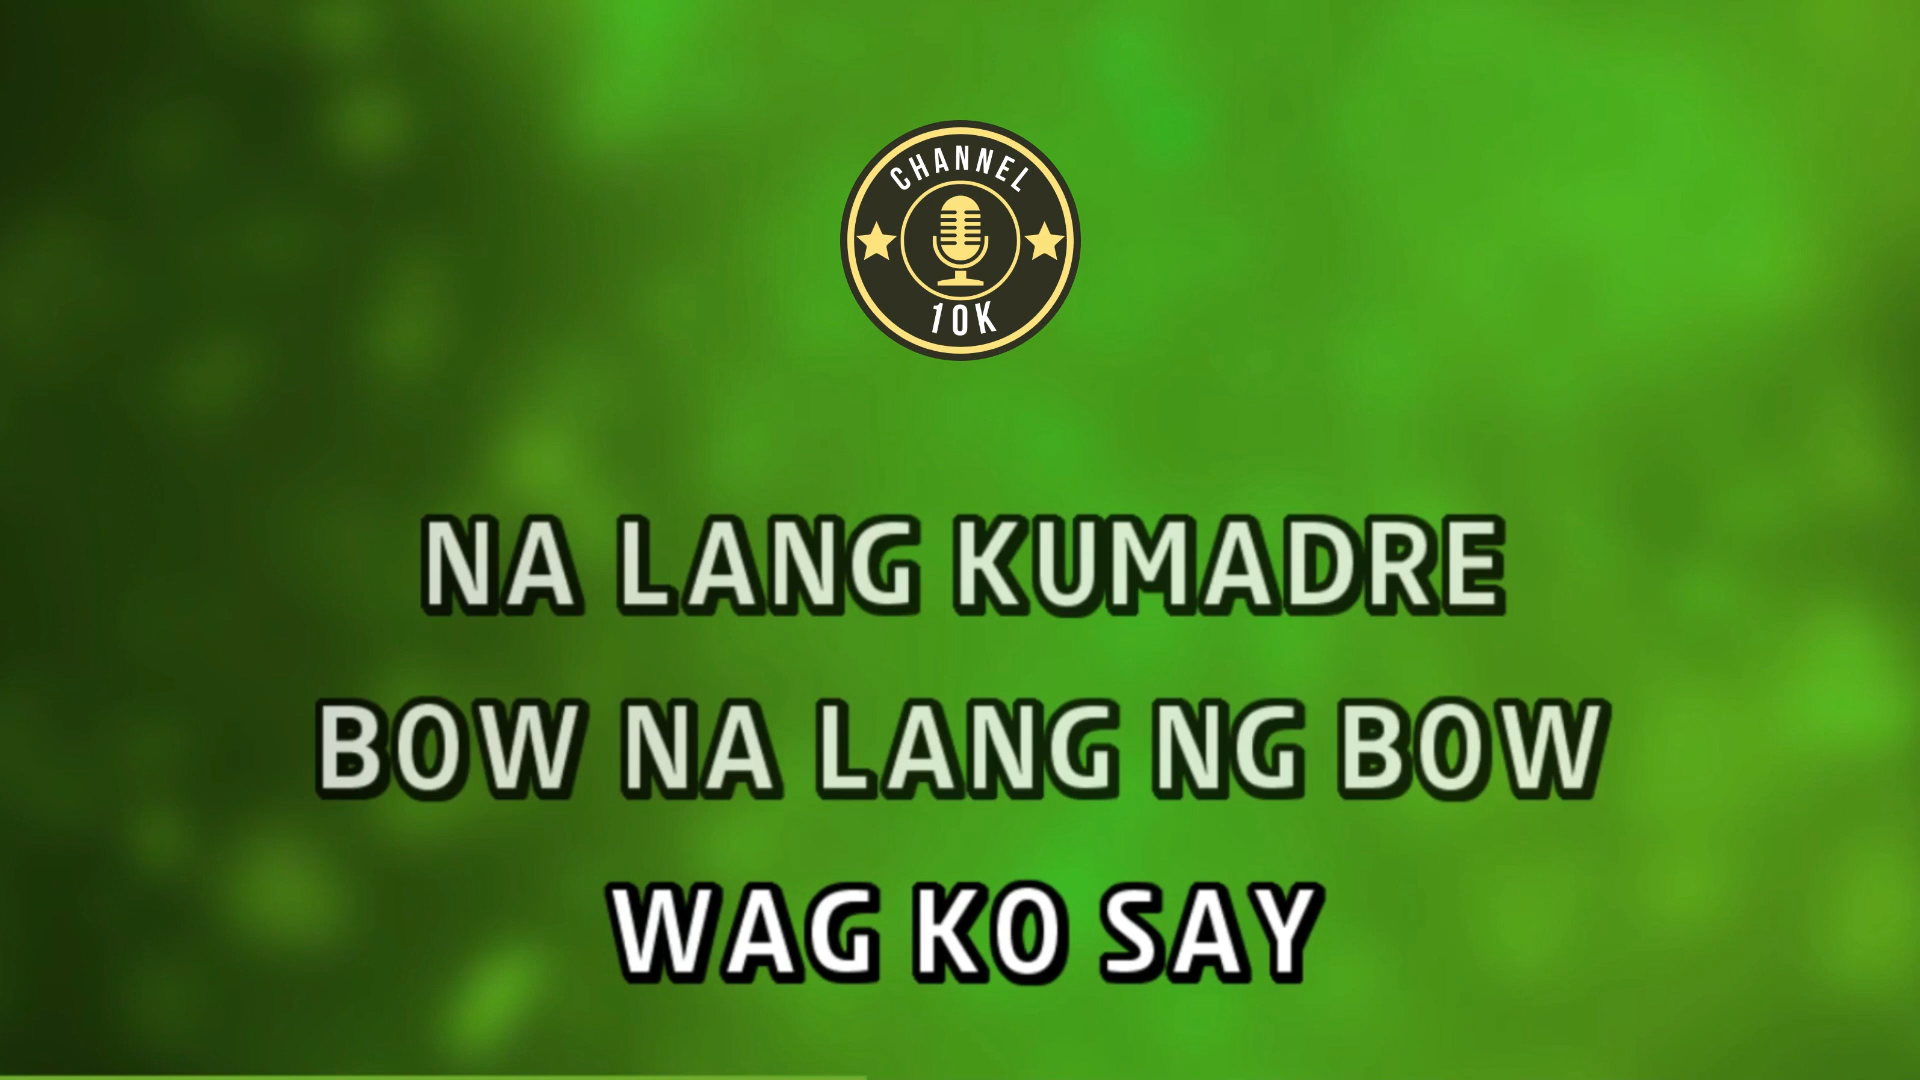 CHANNEL
10K
NA LANG KUMADRE
BOW NA LANG NG BOW
WAG KO SAY